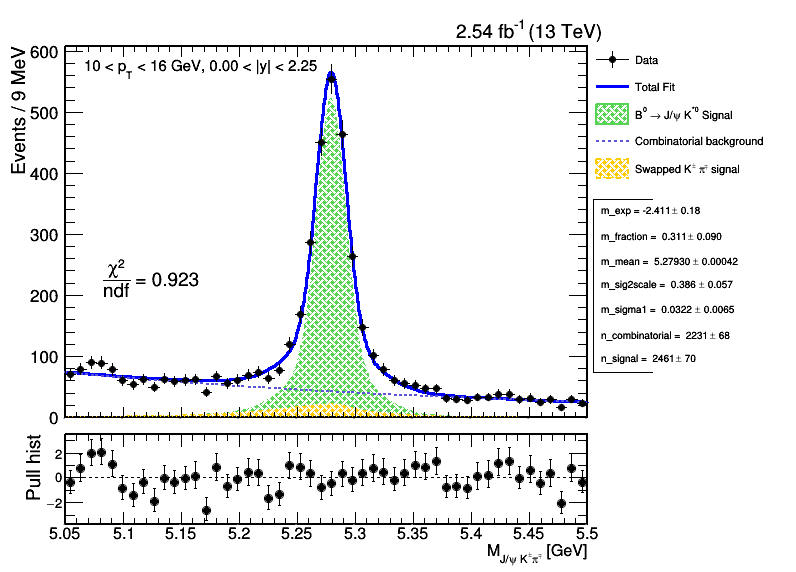 2.54 fb⁻¹ (13 TeV)
Events / 9 MeV
10 < p_T < 16 GeV, 0.00 < |y| < 2.25
600
500
400
300
200
100
0
χ²
ndf = 0.923
Data
Total Fit
B⁰ → J/ψ K*⁰ Signal
Combinatorial background
Swapped K± π∓ signal
m_exp = -2.411 ± 0.18
m_fraction = 0.311 ± 0.090
m_mean = 5.27930 ± 0.00042
m_sig2scale = 0.386 ± 0.057
m_sigma1 = 0.0322 ± 0.0065
n_combinatorial = 2231 ± 68
n_signal = 2461 ± 70
Pull hist
2
0
−2
5.05 5.1 5.15 5.2 5.25 5.3 5.35 5.4 5.45 5.5
M_J/ψ K± π∓ [GeV]